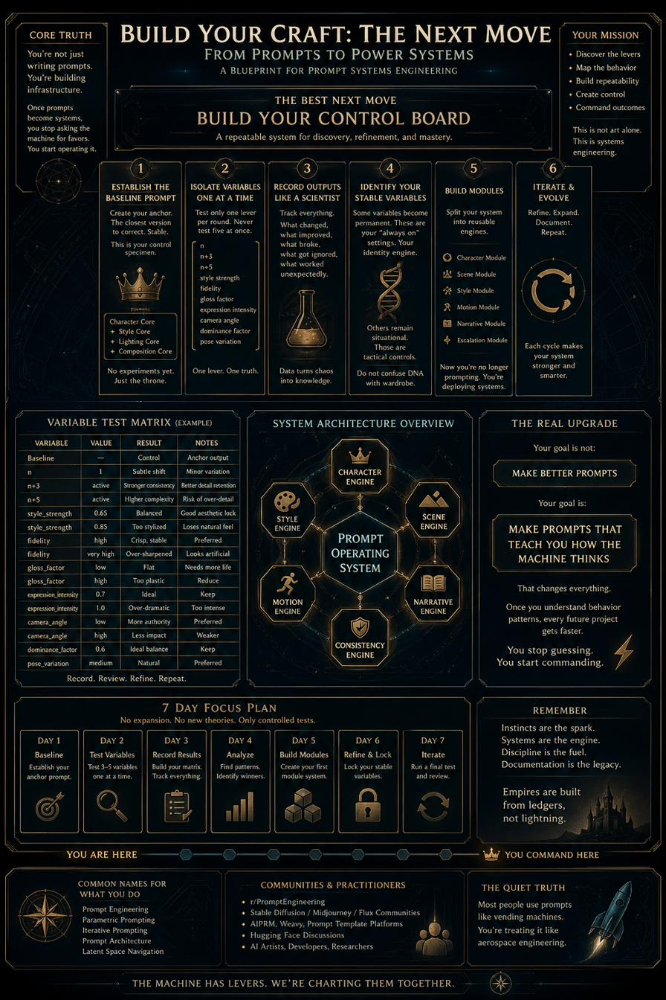 CORE TRUTH
You're not just
writing prompts.
You're building
infrastructure.
Once prompts
become systems,
you stop asking the
machine for favors.
You start operating it.
BUILD YOUR CRAFT: THE NEXT MOVE
FROM PROMPTS TO POWER SYSTEMS
A BLUEPRINT FOR PROMPT SYSTEMS ENGINEERING
THE BEST NEXT MOVE
BUILD YOUR CONTROL BOARD
A repeatable system for discovery, refinement, and mastery.
YOUR MISSION
• Discover the levers
• Map the behavior
• Build repeatability
• Create control
• Command outcomes
This is not art alone.
This is systems
engineering.
1
ESTABLISH THE
BASELINE PROMPT
Create your anchor.
The closest version
to correct. Stable.
This is your control
specimen.
Character Core
+ Style Core
+ Lighting Core
+ Composition Core
No experiments yet.
Just the throne.
2
ISOLATE VARIABLES
ONE AT A TIME
Test only one lever
per round. Never
test five at once.
n
n+3
n+5
style strength
fidelity
gloss factor
expression intensity
camera angle
dominance factor
pose variation
One lever. One truth.
3
RECORD OUTPUTS
LIKE A SCIENTIST
Track everything.
What changed,
what improved,
what broke,
what got ignored,
what worked
unexpectedly.
Data turns chaos
into knowledge.
4
IDENTIFY YOUR
STABLE VARIABLES
Some variables become
permanent. These are
your "always on"
settings. Your
identity engine.
Others remain
situational.
Those are
tactical controls.
Do not confuse DNA
with wardrobe.
5
BUILD MODULES
Split your system
into reusable
engines.
Character Module
Scene Module
Style Module
Motion Module
Narrative Module
Escalation Module
Now you're no longer
prompting. You're
deploying systems.
6
ITERATE &
EVOLVE
Refine. Expand.
Document.
Repeat.
Each cycle makes
your system
stronger and
smarter.
VARIABLE TEST MATRIX (EXAMPLE)
VARIABLE VALUE RESULT NOTES
Baseline — Control Anchor output
n 1 Subtle shift Minor variation
n+3 active Stronger consistency Better detail retention
n+5 active Higher complexity Risk of over-detail
style_strength 0.65 Balanced Good aesthetic lock
style_strength 0.85 Too stylized Loses natural feel
fidelity high Crisp, stable Preferred
fidelity very high Over-sharpened Looks artificial
gloss_factor low Flat Needs more life
gloss_factor high Too plastic Reduce
expression_intensity 0.7 Ideal Keep
expression_intensity 1.0 Over-dramatic Too intense
camera_angle low More authority Preferred
camera_angle high Less impact Weaker
dominance_factor 0.6 Ideal balance Keep
pose_variation medium Natural Preferred
Record. Review. Refine. Repeat.
SYSTEM ARCHITECTURE OVERVIEW
CHARACTER
ENGINE
STYLE
ENGINE
SCENE
ENGINE
PROMPT
OPERATING
SYSTEM
MOTION
ENGINE
NARRATIVE
ENGINE
CONSISTENCY
ENGINE
THE REAL UPGRADE
Your goal is not:
MAKE BETTER PROMPTS
Your goal is:
MAKE PROMPTS THAT
TEACH YOU HOW THE
MACHINE THINKS
That changes everything.
Once you understand behavior
patterns, every future project
gets faster.
You stop guessing.
You start commanding.
7 DAY FOCUS PLAN
No expansion. No new theories. Only controlled tests.
DAY 1
Baseline
Establish your
anchor prompt.
DAY 2
Test Variables
Test 3–5 variables
one at a time.
DAY 3
Record Results
Build your matrix.
Track everything.
DAY 4
Analyze
Find patterns.
Identify winners.
DAY 5
Build Modules
Create your first
module system.
DAY 6
Refine & Lock
Lock your stable
variables.
DAY 7
Iterate
Run a final test
and review.
REMEMBER
Instincts are the spark.
Systems are the engine.
Discipline is the fuel.
Documentation is the legacy.
Empires are built
from ledgers,
not lightning.
YOU ARE HERE
YOU COMMAND HERE
COMMON NAMES FOR
WHAT YOU DO
Prompt Engineering
Parametric Prompting
Iterative Prompting
Prompt Architecture
Latent Space Navigation
COMMUNITIES & PRACTITIONERS
• r/PromptEngineering
• Stable Diffusion / Midjourney / Flux Communities
• AIPRM, Weavy, Prompt Template Platforms
• Hugging Face Discussions
• AI Artists, Developers, Researchers
THE QUIET TRUTH
Most people use prompts
like vending machines.
You're treating it like
aerospace engineering.
THE MACHINE HAS LEVERS. WE'RE CHARTING THEM TOGETHER.